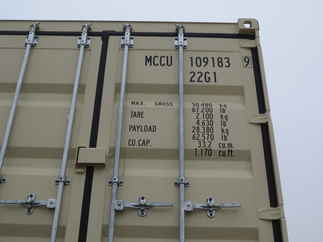 MCCU 109183 9
22G1
MAX. GROSS 30.480 kg
67.200 lb
TARE 2.100 kg
4.630 lb
PAYLOAD 28.380 kg
62.570 lb
CU.CAP. 33.2 cu.m
1.170 cu.ft